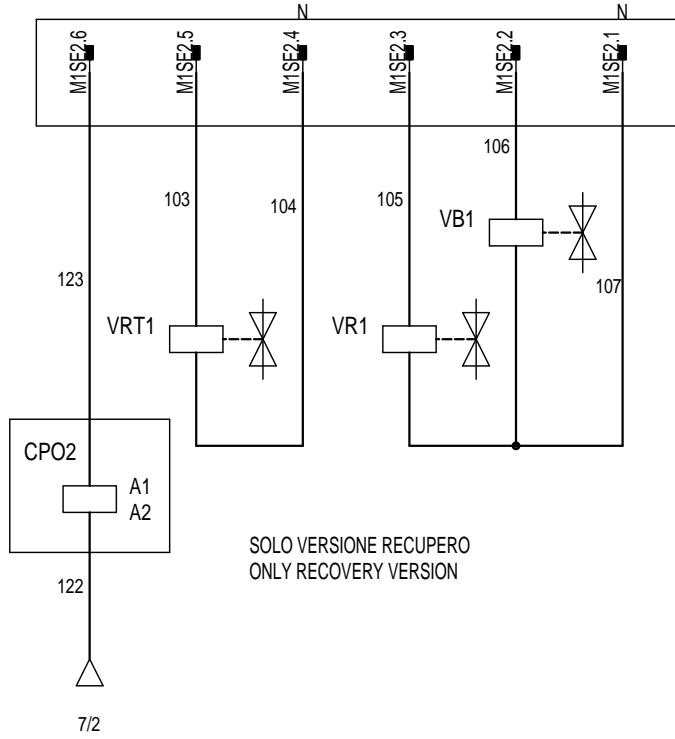 N
N
M1SE2.6
M1SE2.5
M1SE2.4
M1SE2.3
M1SE2.2
M1SE2.1
106
103
104
105
VB1
123
107
VRT1
VR1
CPO2
A1
A2
SOLO VERSIONE RECUPERO
ONLY RECOVERY VERSION
122
7/2